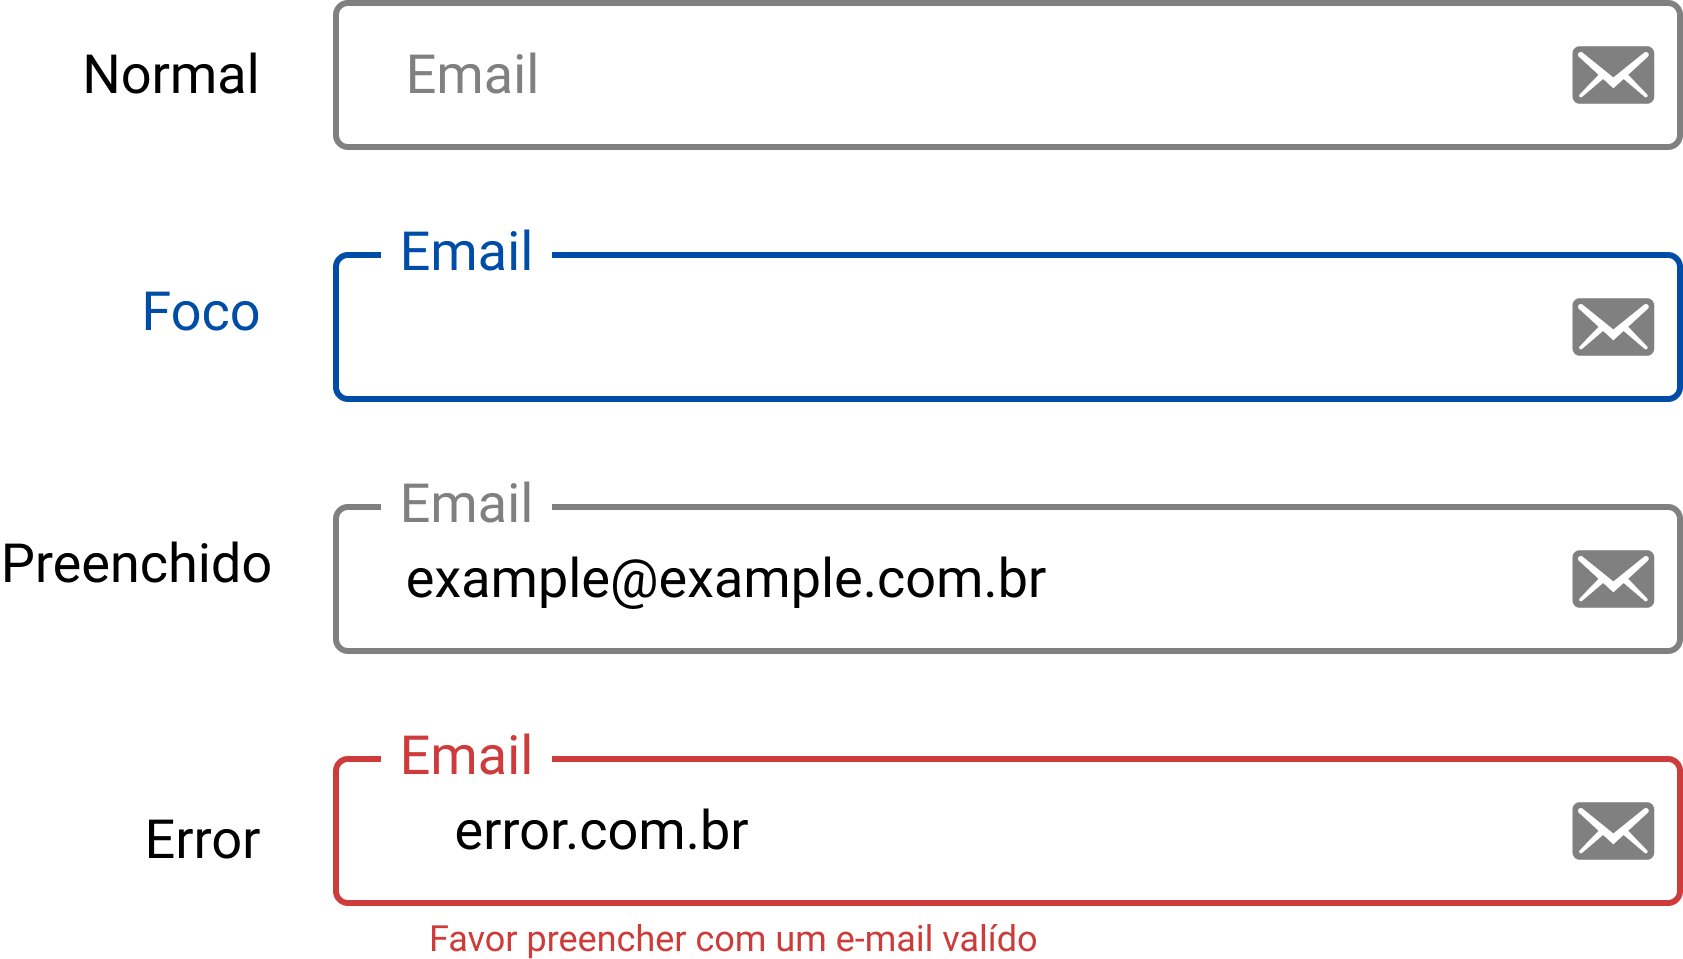 Normal
Email
Email
Foco
Email
Preenchido
example@example.com.br
Email
error.com.br
Error
Favor preencher com um e-mail valído